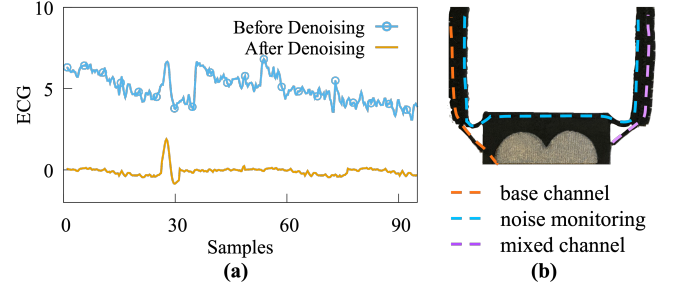 10
Before Denoising
After Denoising
5
ECG
0
0
30
60
90
Samples
(a)
base channel
noise monitoring
mixed channel
(b)